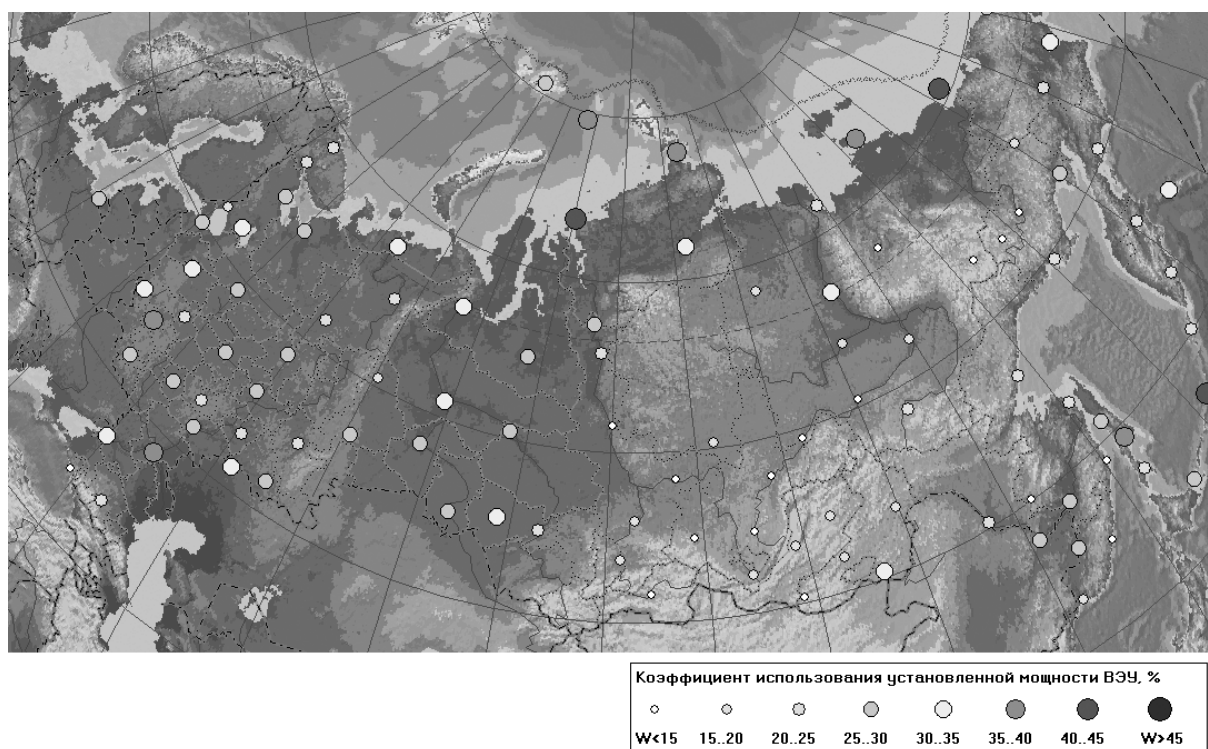 Коэффициент использования установленной мощности ВЭУ, %
W<15 15..20 20..25 25..30 30..35 35..40 40..45 W>45